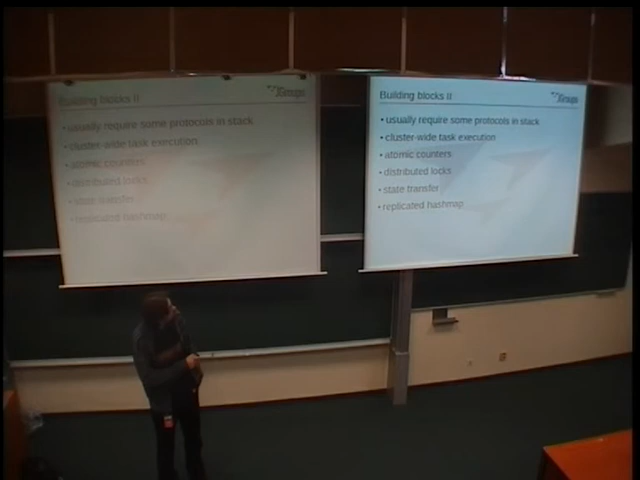 Building blocks II
• usually require some protocols in stack
• cluster-wide task execution
• atomic counters
• distributed locks
• state transfer
• replicated hashmap
Building blocks II
• usually require some protocols in stack
• cluster-wide task execution
• atomic counters
• distributed locks
• state transfer
• replicated hashmap